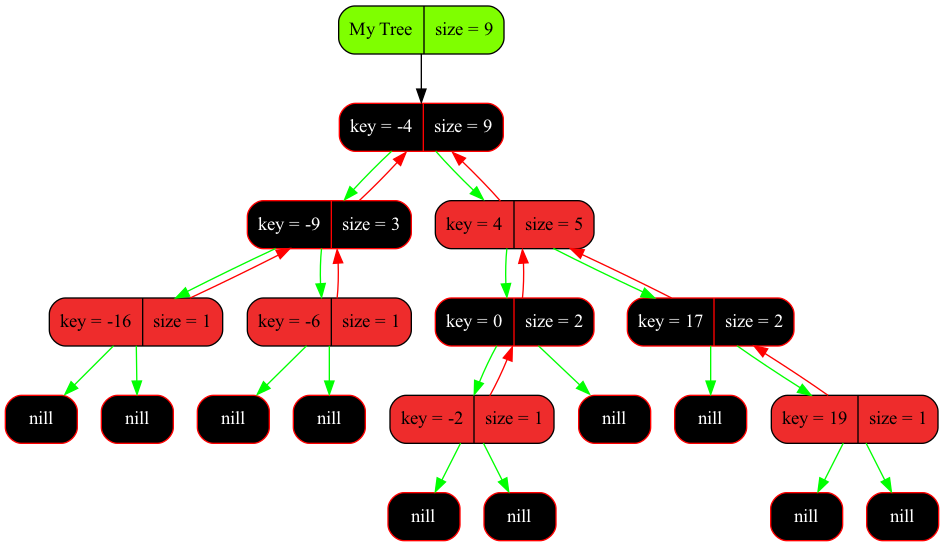 My Tree size = 9
key = -4 size = 9
key = -9 size = 3
key = 4 size = 5
key = -16 size = 1
key = -6 size = 1
key = 0 size = 2
key = 17 size = 2
nill
nill
nill
nill
key = -2 size = 1
nill
nill
key = 19 size = 1
nill
nill
nill
nill